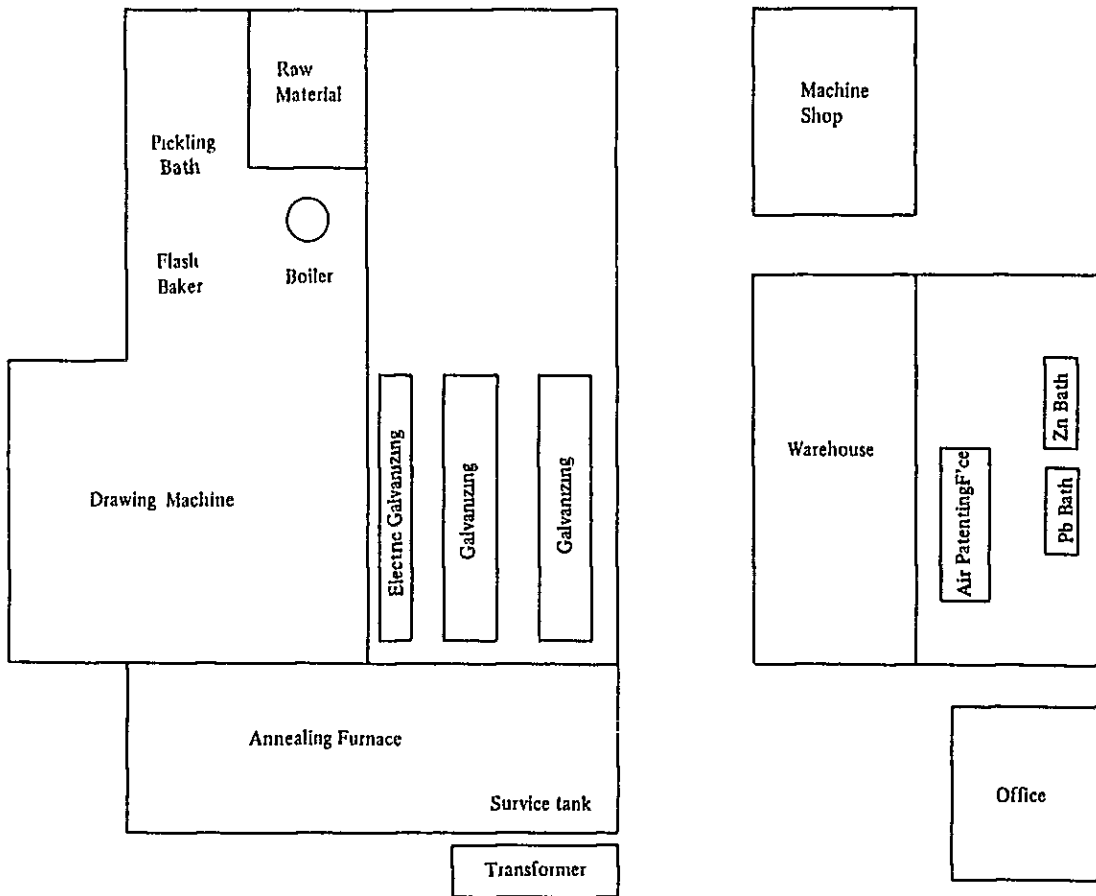 Raw
Material
Machine
Shop
Pickling
Bath
Flash
Baker
Boiler
Drawing Machine
Electric Galvanizing
Galvanizing
Galvanizing
Warehouse
Air PatentingF'ce
Zn Bath
Pb Bath
Annealing Furnace
Survice tank
Office
Transformer